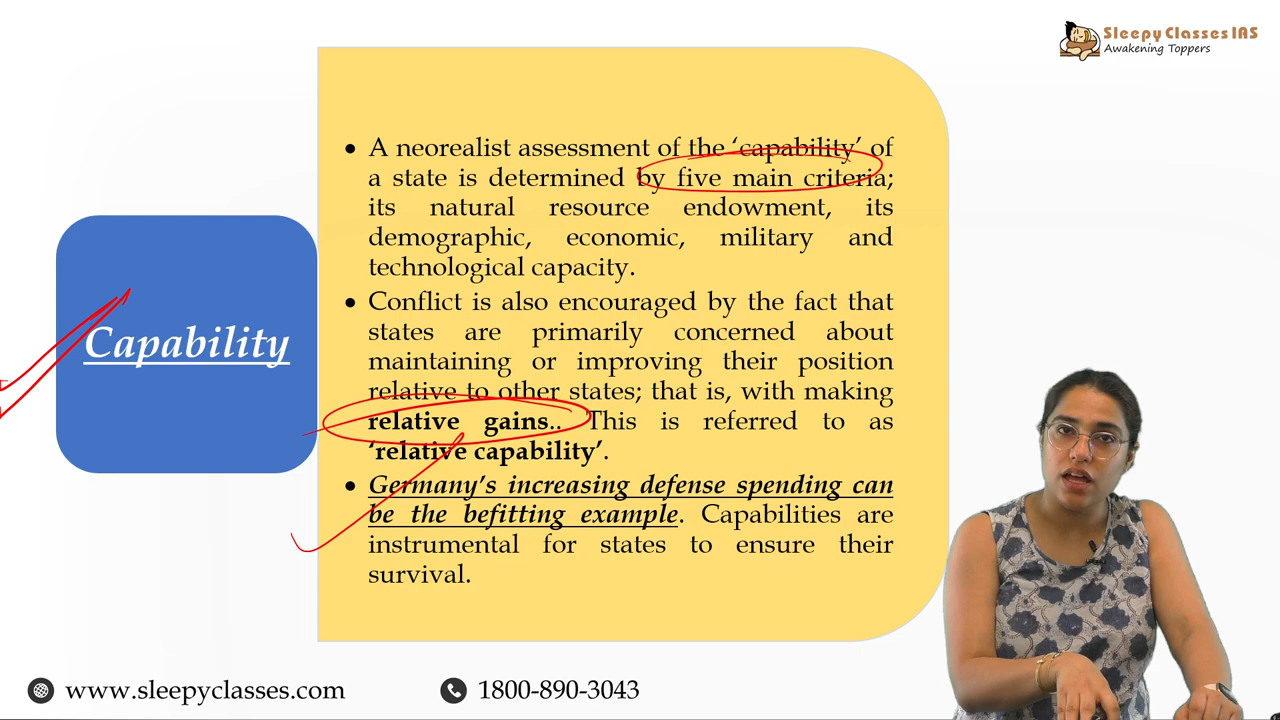 Sleepy Classes IAS
Awakening Toppers
Capability
• A neorealist assessment of the ‘capability’ of
a state is determined by five main criteria;
its natural resource endowment, its
demographic, economic, military and
technological capacity.
• Conflict is also encouraged by the fact that
states are primarily concerned about
maintaining or improving their position
relative to other states; that is, with making
relative gains.. This is referred to as
‘relative capability’.
• Germany’s increasing defense spending can
be the befitting example. Capabilities are
instrumental for states to ensure their
survival.
www.sleepyclasses.com
1800-890-3043